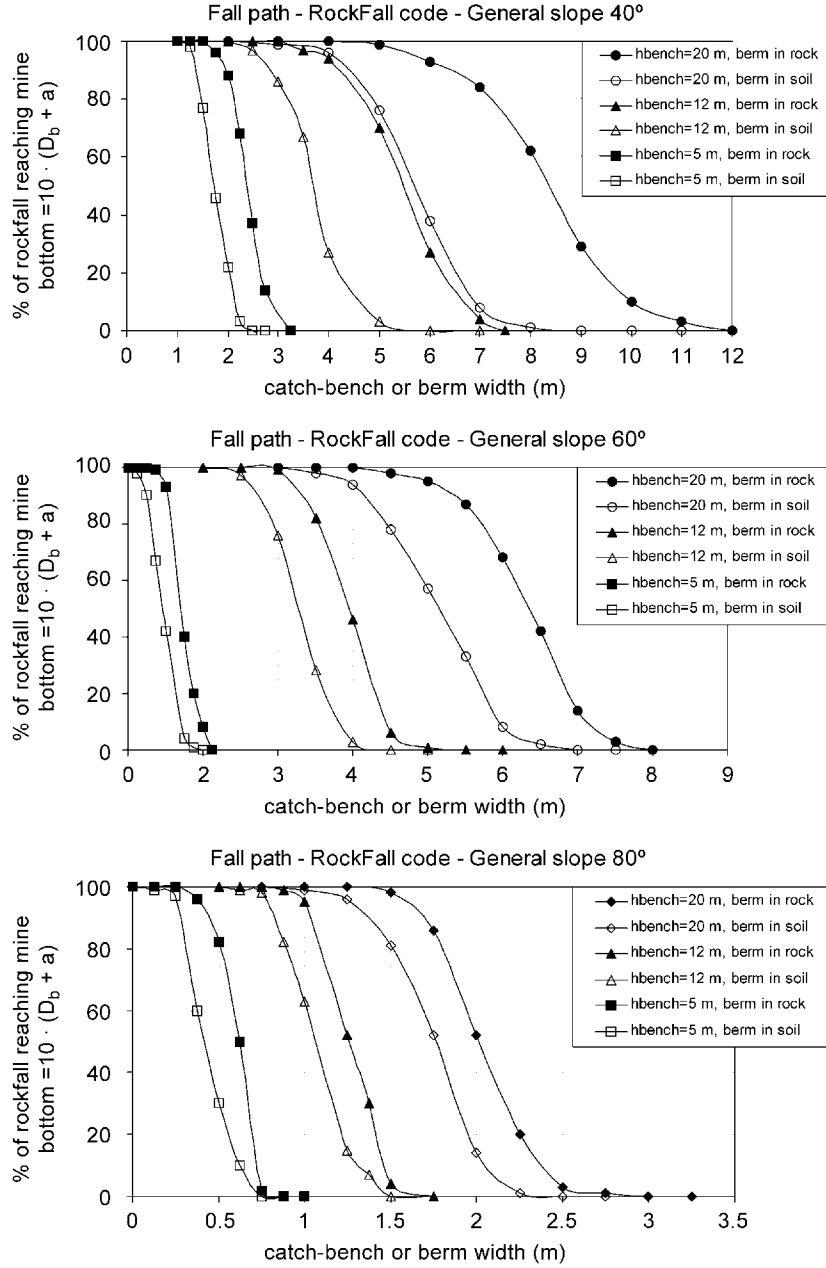 Fall path - RockFall code - General slope 40º
% of rockfall reaching mine
bottom =10 · (D_b + a)
100
80
60
40
20
0
0 1 2 3 4 5 6 7 8 9 10 11 12
catch-bench or berm width (m)
hbench=20 m, berm in rock
hbench=20 m, berm in soil
hbench=12 m, berm in rock
hbench=12 m, berm in soil
hbench=5 m, berm in rock
hbench=5 m, berm in soil
Fall path - RockFall code - General slope 60º
% of rockfall reaching mine
bottom =10 · (D_b + a)
100
80
60
40
20
0
0 2 3 4 5 6 7 8 9
catch-bench or berm width (m)
hbench=20 m, berm in rock
hbench=20 m, berm in soil
hbench=12 m, berm in rock
hbench=12 m, berm in soil
hbench=5 m, berm in rock
hbench=5 m, berm in soil
Fall path - RockFall code - General slope 80º
% of rockfall reaching mine
bottom =10 · (D_b + a)
100
80
60
40
20
0
0 0.5 1 1.5 2 2.5 3 3.5
catch-bench or berm width (m)
hbench=20 m, berm in rock
hbench=20 m, berm in soil
hbench=12 m, berm in rock
hbench=12 m, berm in soil
hbench=5 m, berm in rock
hbench=5 m, berm in soil